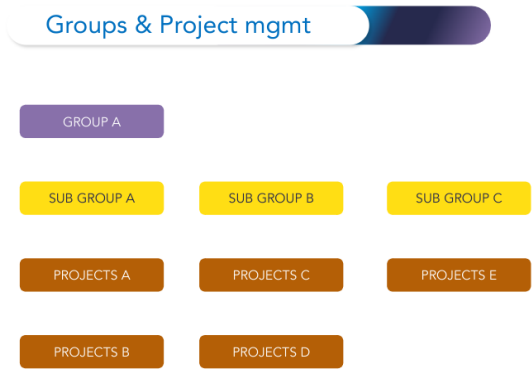 Groups & Project mgmt
GROUP A
SUB GROUP A
SUB GROUP B
SUB GROUP C
PROJECTS A
PROJECTS C
PROJECTS E
PROJECTS B
PROJECTS D